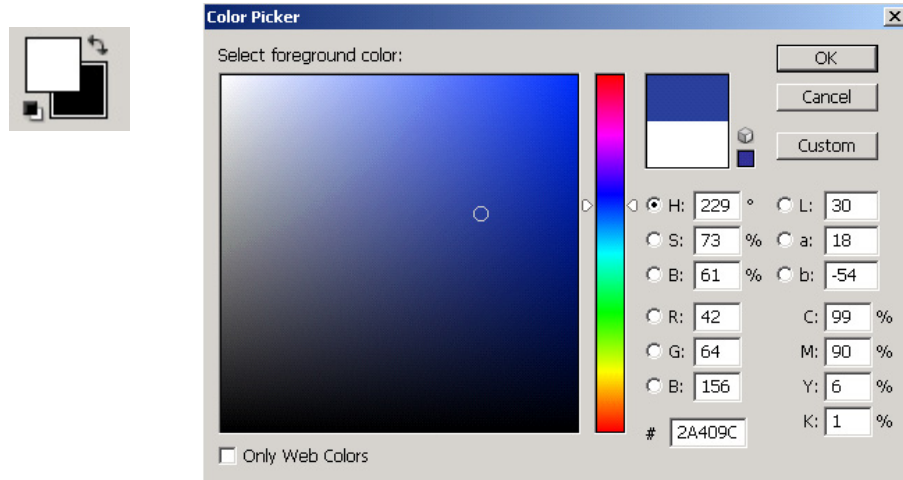 Color Picker
Select foreground color:
OK
Cancel
Custom
H: 229 °
S: 73 %
B: 61 %
R: 42
G: 64
B: 156
# 2A409C
L: 30
a: 18
b: -54
C: 99 %
M: 90 %
Y: 6 %
K: 1 %
Only Web Colors